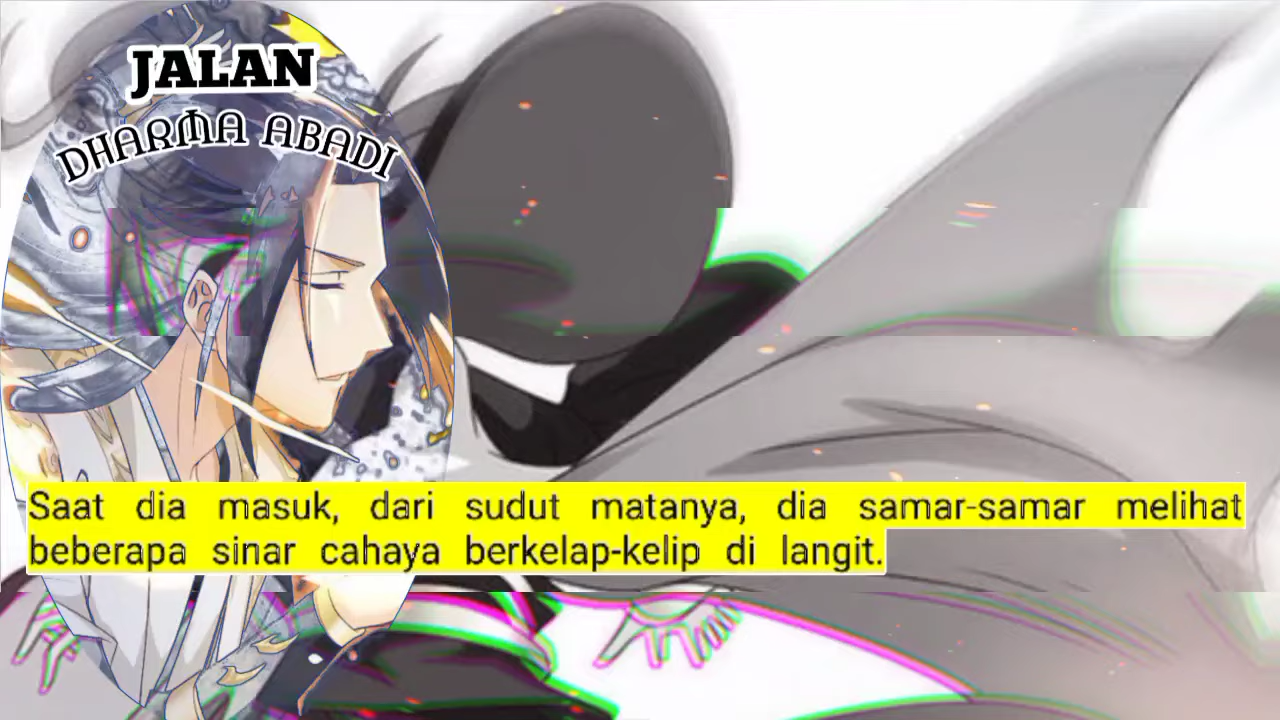 JALAN
DHARMA ABADI
Saat dia masuk, dari sudut matanya, dia samar-samar melihat
beberapa sinar cahaya berkelap-kelip di langit.